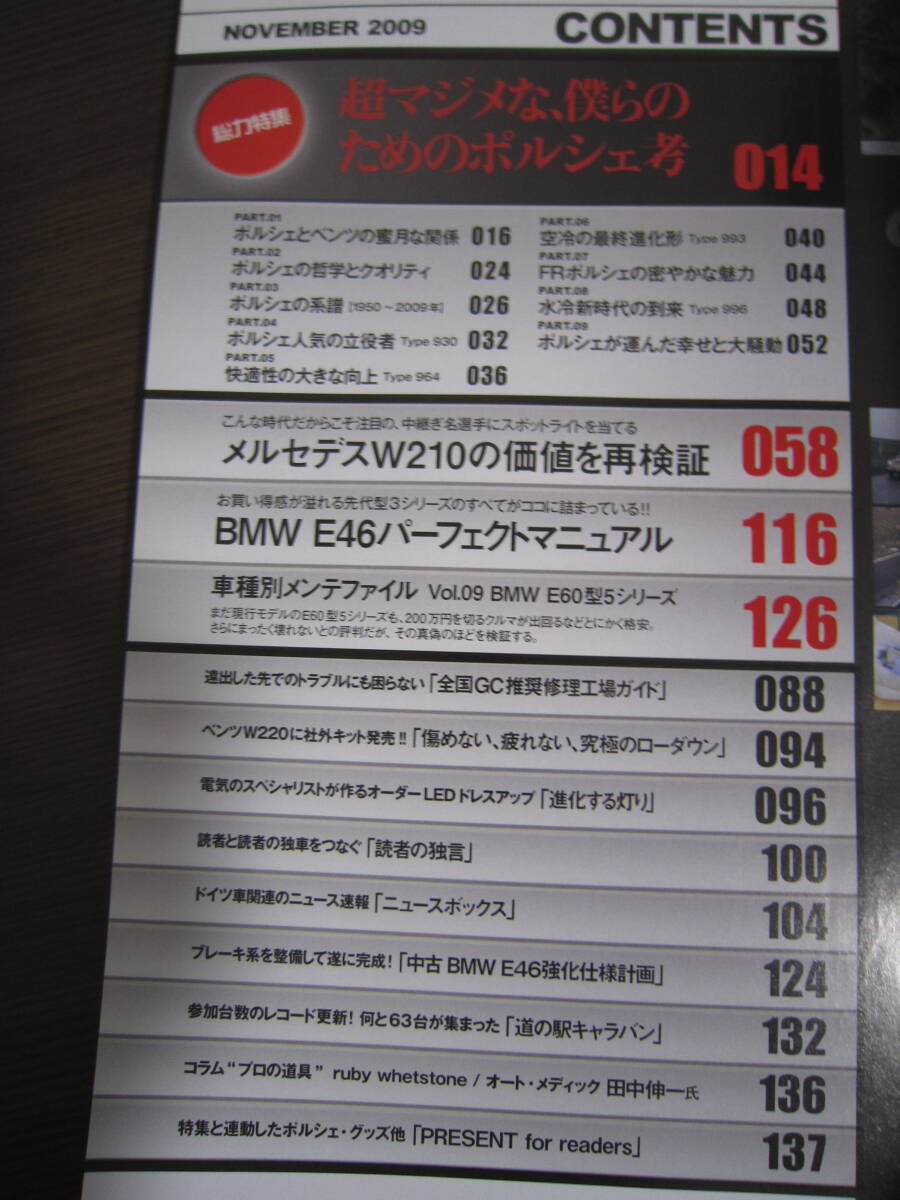 NOVEMBER 2009 CONTENTS
総力特集
超マジメな、僕らの
ためのポルシェ考 014
PART.01
ポルシェとベンツの蜜月な関係 016
PART.02
ポルシェの哲学とクオリティ 024
PART.03
ポルシェの系譜 [1950~2009年] 026
PART.04
ポルシェ人気の立役者 Type 930 032
PART.05
快適性の大きな向上 Type 964 036
PART.06
空冷の最終進化形 Type 993 040
PART.07
FRポルシェの密やかな魅力 044
PART.08
水冷新時代の到来 Type 996 048
PART.09
ポルシェが運んだ幸せと大騒動 052
こんな時代だからこそ注目の、中継ぎ名選手にスポットライトを当てる
メルセデスW210の価値を再検証 058
お買い得感が溢れる先代型3シリーズのすべてがココに詰まっている!!
BMW E46パーフェクトマニュアル 116
車種別メンテファイル Vol.09 BMW E60型5シリーズ 126
まだ現行モデルのE60型5シリーズも、200万円を切るクルマが出回るなどとにかく格安。
さらにまったく壊れないとの評判だが、その真偽のほどを検証する。
遠出した先でのトラブルにも困らない「全国GC推奨修理工場ガイド」 088
ベンツW220に社外キット発売!!「傷めない、疲れない、究極のローダウン」 094
電気のスペシャリストが作るオーダーLEDドレスアップ「進化する灯り」 096
読者と読者の独車をつなぐ「読者の独言」 100
ドイツ車関連のニュース速報「ニュースボックス」 104
ブレーキ系を整備して遂に完成!「中古BMW E46強化仕様計画」 124
参加台数のレコード更新! 何と63台が集まった「道の駅キャラバン」 132
コラム“プロの道具” ruby whetstone / オート・メディック 田中伸一氏 136
特集と連動したポルシェ・グッズ他「PRESENT for readers」 137